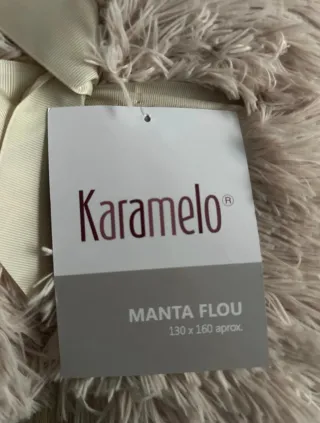 Karamelo®
MANTA FLOU
130 x 160 aprox.